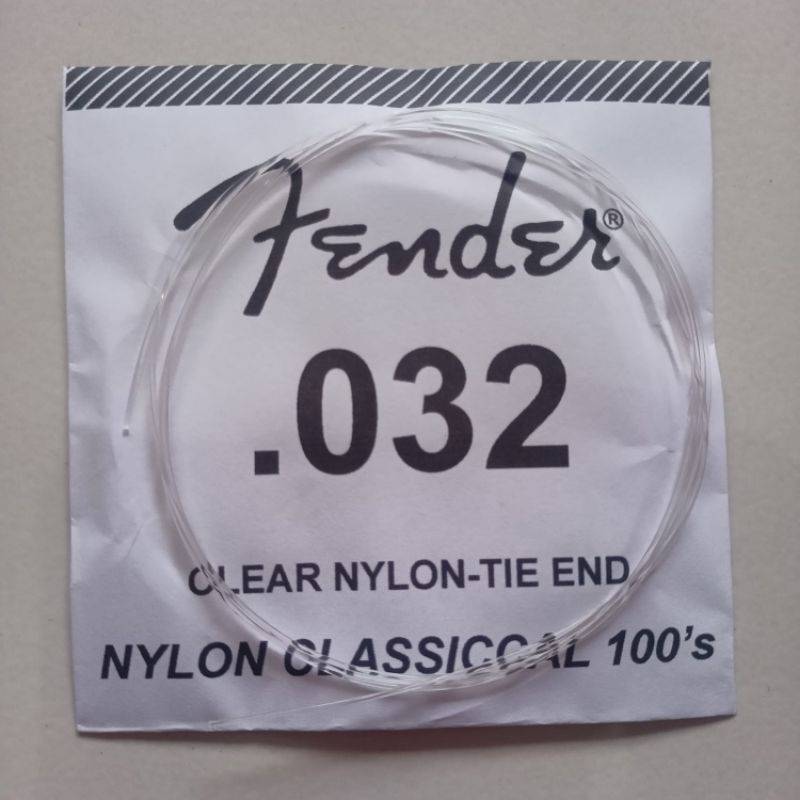 Fender®
.032
CLEAR NYLON-TIE END
NYLON CLASSICCAL 100's